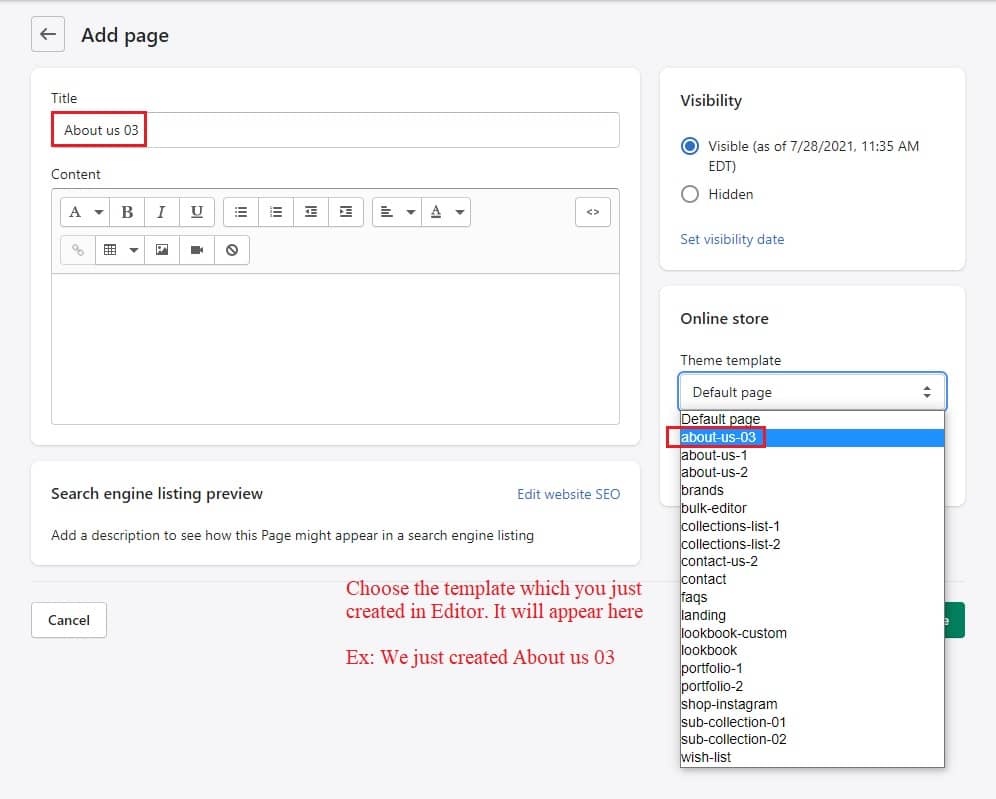 Add page
Title
About us 03
Content
A B I U A <>
Search engine listing preview
Edit website SEO
Add a description to see how this Page might appear in a search engine listing
Cancel
Choose the template which you just
created in Editor. It will appear here
Ex: We just created About us 03
Visibility
Visible (as of 7/28/2021, 11:35 AM
EDT)
Hidden
Set visibility date
Online store
Theme template
Default page
Default page
about-us-03
about-us-1
about-us-2
brands
bulk-editor
collections-list-1
collections-list-2
contact-us-2
contact
faqs
landing
lookbook-custom
lookbook
portfolio-1
portfolio-2
shop-instagram
sub-collection-01
sub-collection-02
wish-list